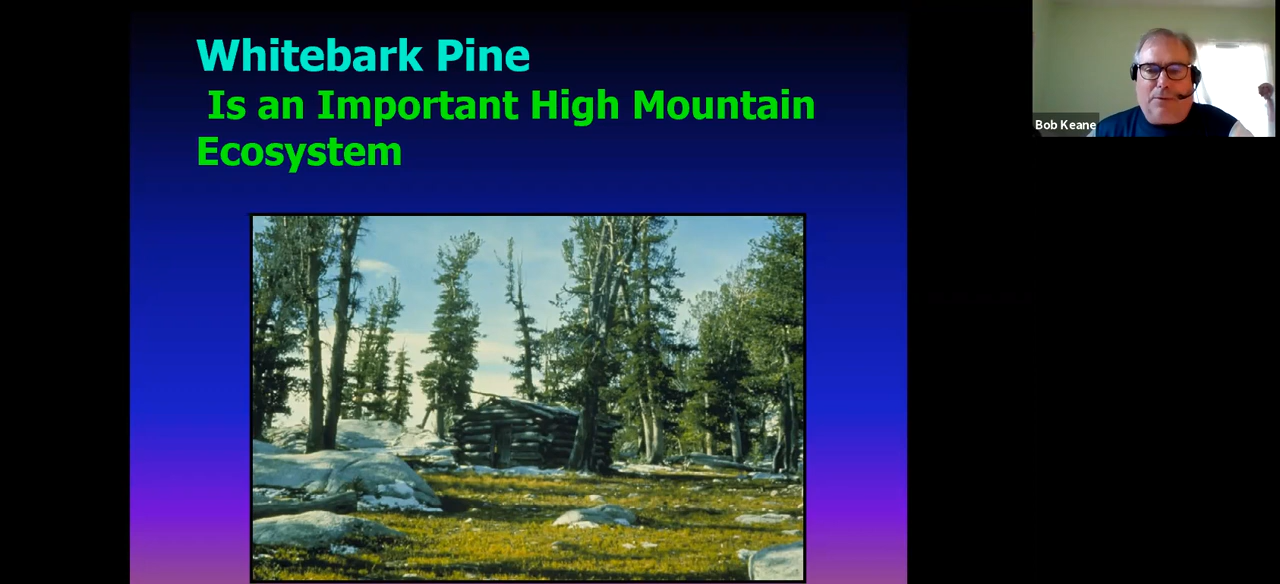 Whitebark Pine
Is an Important High Mountain
Ecosystem
Bob Keane